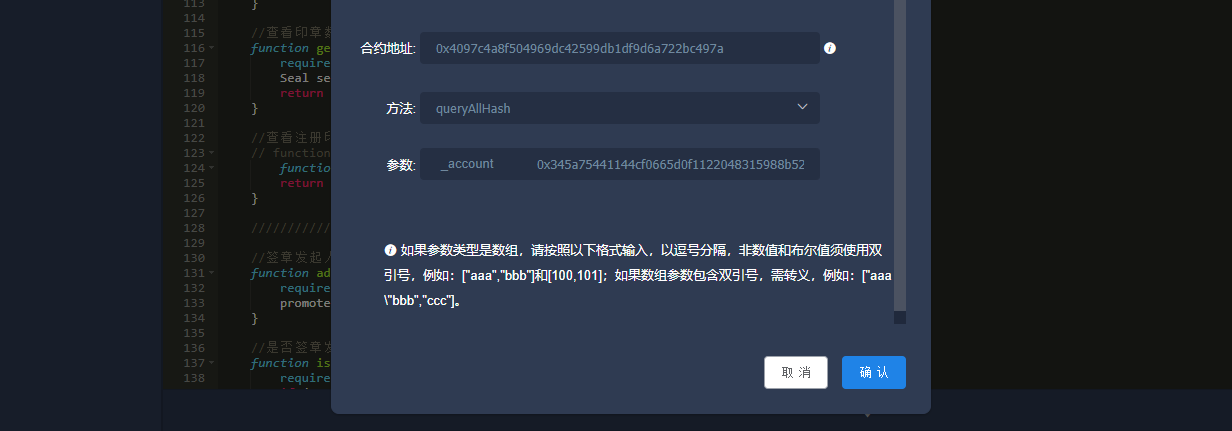 113 }
114
115 //查看印章数
116 function ge
117 require
118 Seal se
119 return
120 }
121
122 //查看注册印
123 // function
124 functio
125 return
126 }
127
128 ///////////
129
130 //签章发起人
131 function ad
132 require
133 promote
134 }
135
136 //是否签章发
137 function is
138 require
合约地址: 0x4097c4a8f504969dc42599db1df9d6a722bc497a
方法: queryAllHash
参数: _account 0x345a75441144cf0665d0f1122048315988b52
如果参数类型是数组，请按照以下格式输入，以逗号分隔，非数值和布尔值须使用双
引号，例如：["aaa","bbb"]和[100,101]；如果数组参数包含双引号，需转义，例如：["aaa
\"bbb","ccc"]。
取 消
确 认